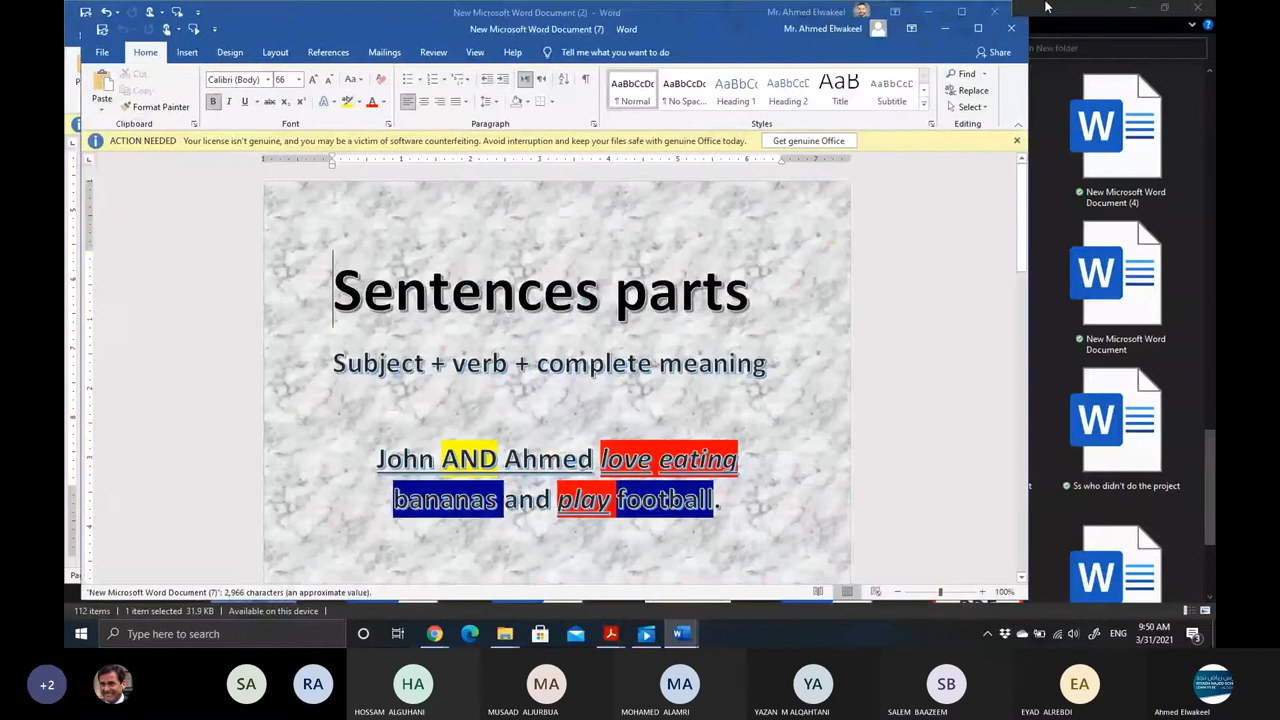 New Microsoft Word Document (2) - Word
Mr. Ahmed Elwakeel
New Microsoft Word Document (7) - Word
Mr. Ahmed Elwakeel
File Home Insert Design Layout References Mailings Review View Help Tell me what you want to do Share
New folder
Paste
Cut
Copy
Format Painter
Clipboard
Calibri (Body) 66
Font
Paragraph
AaBbCcDc AaBbCcDc AaBbCc AaBbCcC AaB AaBbCcC
¶ Normal ¶ No Spac... Heading 1 Heading 2 Title Subtitle
Styles
Find
Replace
Select
Editing
ACTION NEEDED Your license isn't genuine, and you may be a victim of software counterfeiting. Avoid interruption and keep your files safe with genuine Office today. Get genuine Office
Sentences parts
Subject + verb + complete meaning
John AND Ahmed love eating
bananas and play football.
New Microsoft Word
Document (4)
New Microsoft Word
Document
Ss who didn't do the project
"New Microsoft Word Document (7)": 2,966 characters (an approximate value).
100%
112 items 1 item selected 31.9 KB Available on this device
Type here to search
ENG
9:50 AM
3/31/2021
3
+2
SA
RA
HA
MA
MA
YA
SB
EA
HOSSAM ALGUHANI
MUSAAD ALJURBUA
MOHAMED ALAMRI
YAZAN M ALQAHTANI
SALEM BAAZEEM
EYAD ALREBDI
Ahmed Elwakeel